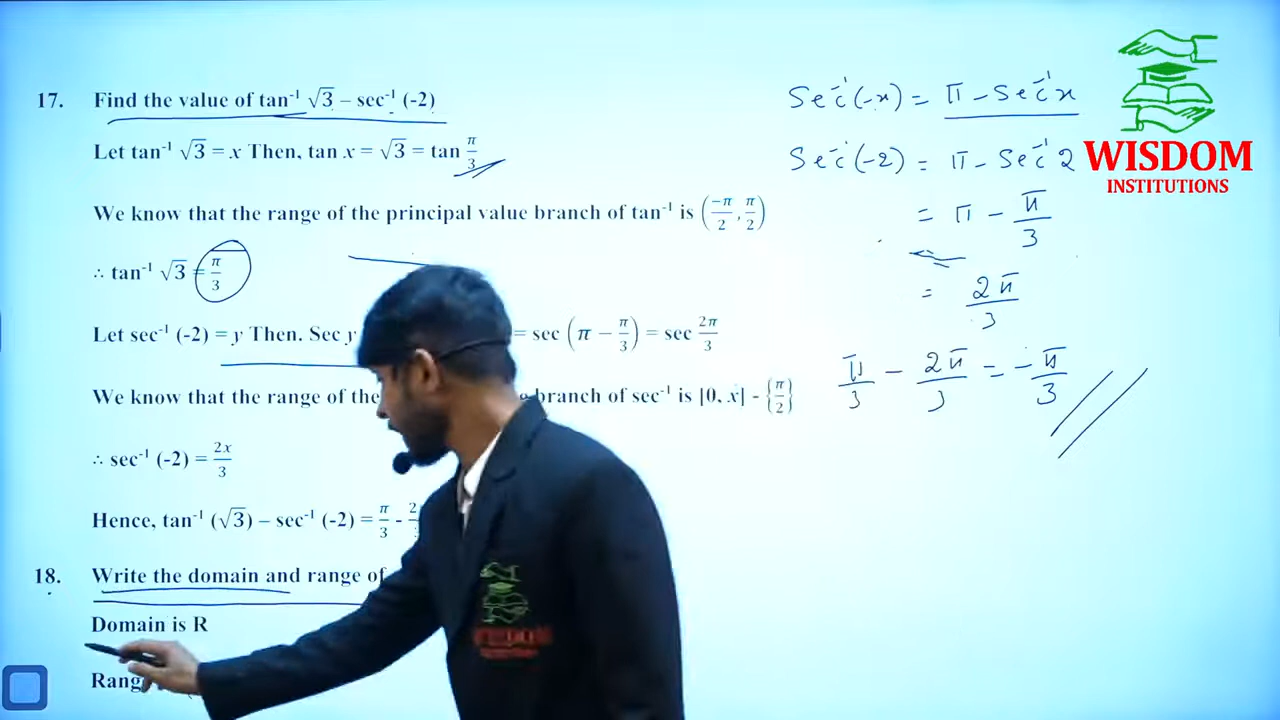 17. Find the value of tan⁻¹ √3 – sec⁻¹ (-2)
Let tan⁻¹ √3 = x Then, tan x = √3 = tan π/3
We know that the range of the principal value branch of tan⁻¹ is (-π/2, π/2)
∴ tan⁻¹ √3 = π/3
Let sec⁻¹ (-2) = y Then. Sec y = sec (π – π/3) = sec 2π/3
We know that the range of the branch of sec⁻¹ is [0, x] - {π/2}
∴ sec⁻¹ (-2) = 2x/3
Hence, tan⁻¹ (√3) – sec⁻¹ (-2) = π/3 - 2
18. Write the domain and range of
Domain is R
Sec⁻¹(-x) = π - Sec⁻¹x
Sec⁻¹(-2) = π - Sec⁻¹2
= π - π/3
= 2π/3
π/3 - 2π/3 = -π/3
WISDOM
INSTITUTIONS
WISDOM
INSTITUTIONS